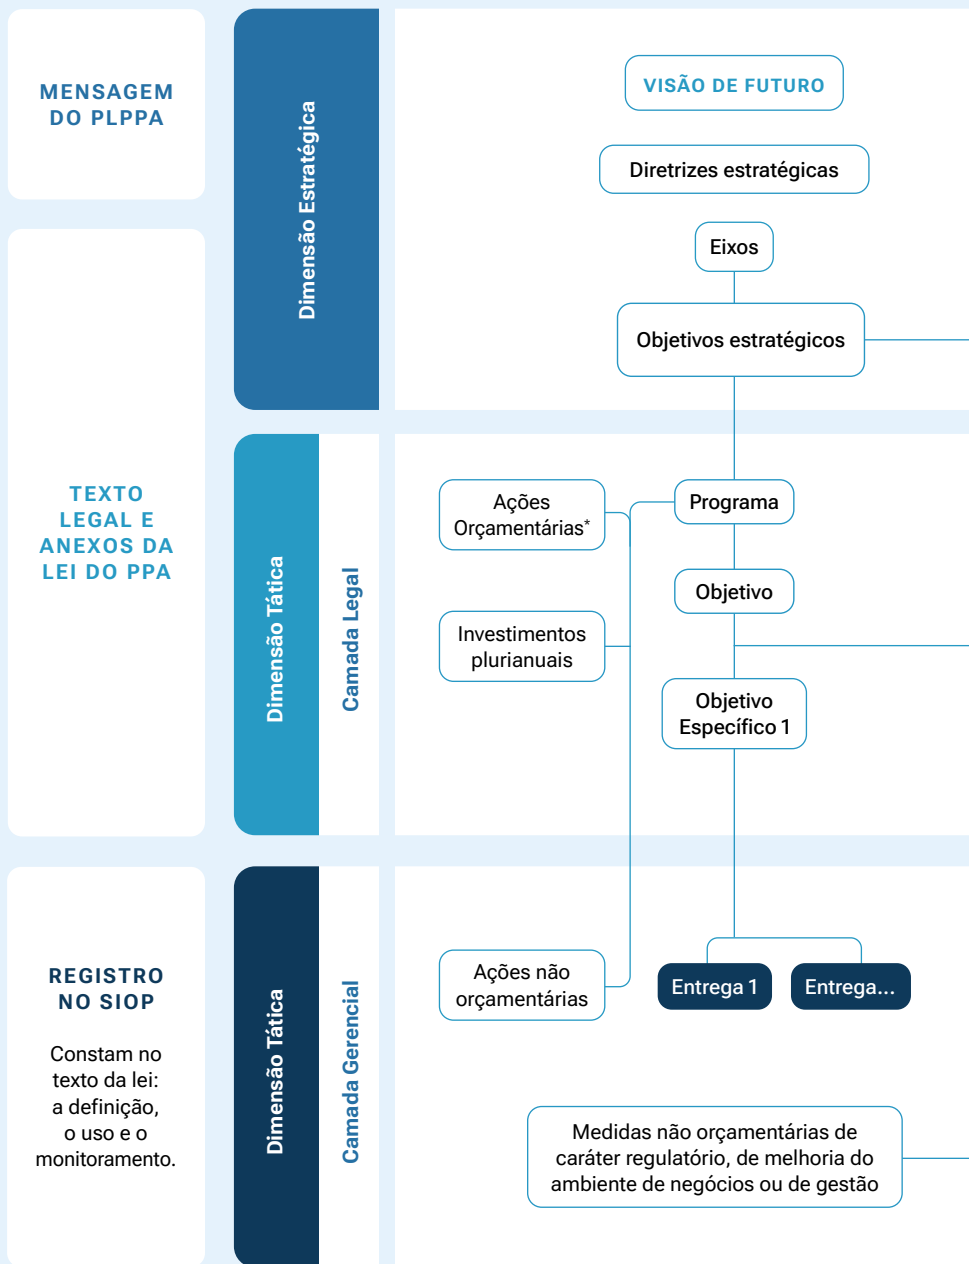 MENSAGEM
DO PLPPA
Dimensão Estratégica
VISÃO DE FUTURO
Diretrizes estratégicas
Eixos
Objetivos estratégicos
TEXTO
LEGAL E
ANEXOS DA
LEI DO PPA
Dimensão Tática
Camada Legal
Ações
Orçamentárias*
Programa
Objetivo
Investimentos
plurianuais
Objetivo
Específico 1
REGISTRO
NO SIOP
Constam no
texto da lei:
a definição,
o uso e o
monitoramento.
Dimensão Tática
Camada Gerencial
Ações não
orçamentárias
Entrega 1
Entrega...
Medidas não orçamentárias de
caráter regulatório, de melhoria do
ambiente de negócios ou de gestão